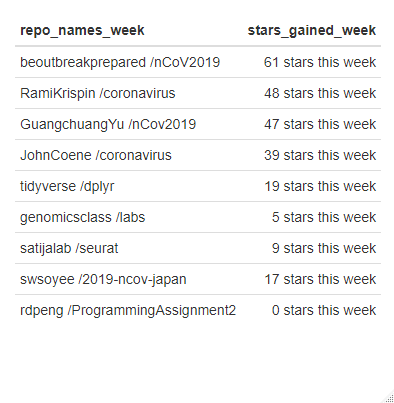 repo_names_week stars_gained_week
beoutbreakprepared /nCoV2019 61 stars this week
RamiKrispin /coronavirus 48 stars this week
GuangchuangYu /nCov2019 47 stars this week
JohnCoene /coronavirus 39 stars this week
tidyverse /dplyr 19 stars this week
genomicsclass /labs 5 stars this week
satijalab /seurat 9 stars this week
swsoyee /2019-ncov-japan 17 stars this week
rdpeng /ProgrammingAssignment2 0 stars this week